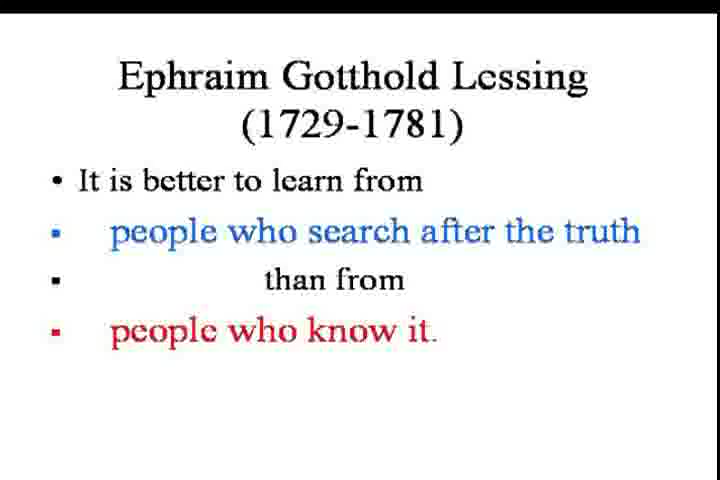 Ephraim Gotthold Lessing
(1729-1781)
• It is better to learn from
▪ people who search after the truth
▪ than from
▪ people who know it.